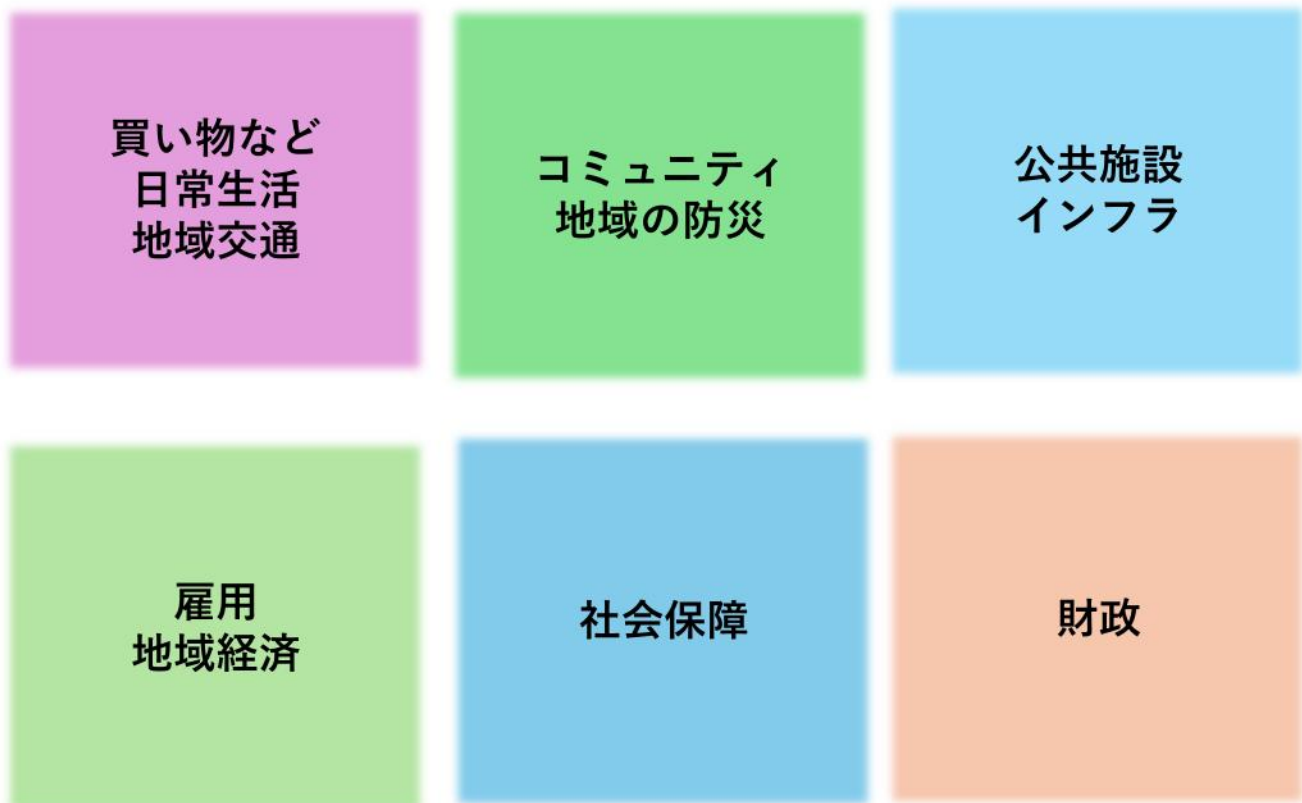 買い物など
日常生活
地域交通
コミュニティ
地域の防災
公共施設
インフラ
雇用
地域経済
社会保障
財政